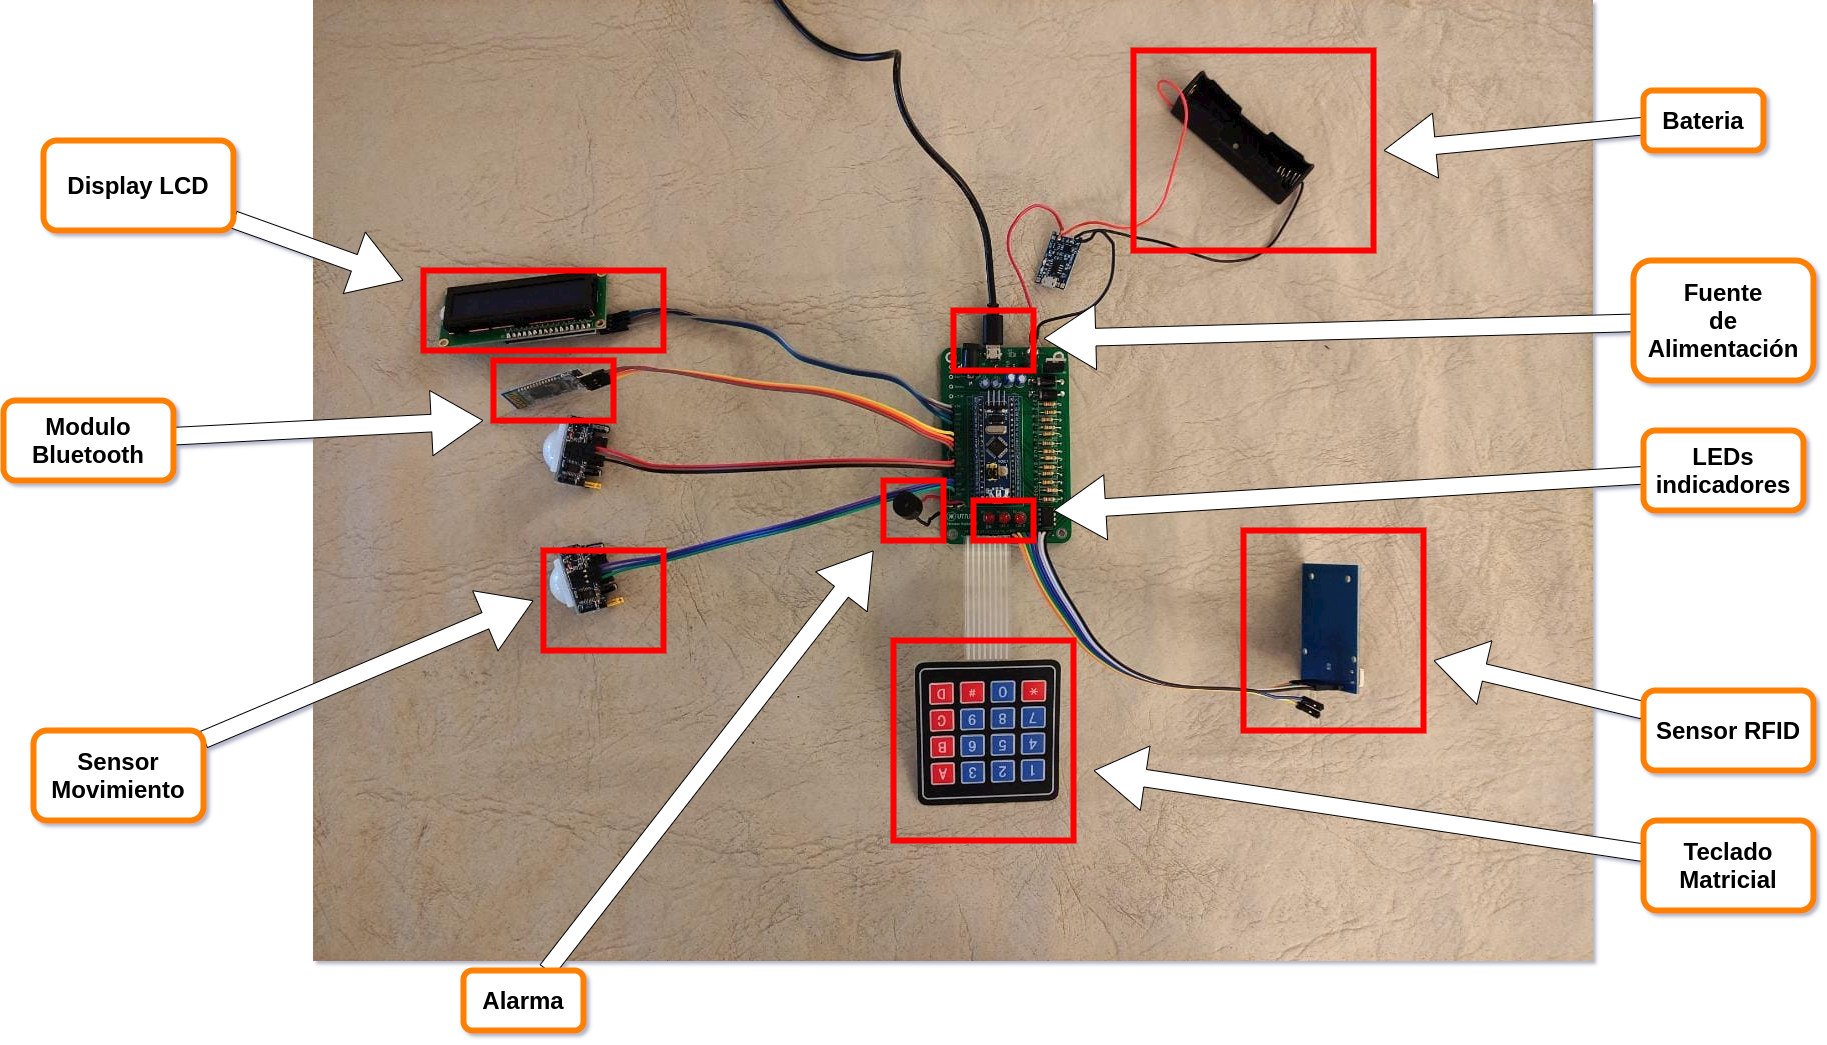 Bateria
Display LCD
Fuente
de
Alimentación
Modulo
Bluetooth
LEDs
indicadores
Sensor RFID
Sensor
Movimiento
Teclado
Matricial
Alarma
D # 0 *
C 9 8 7
B 6 5 4
A 3 2 1